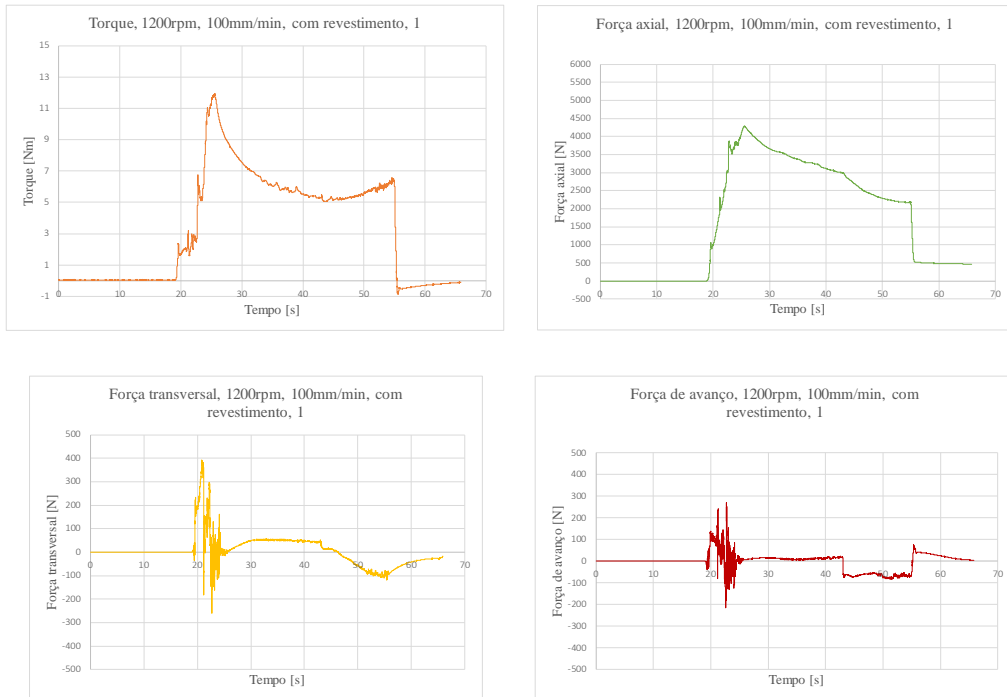 Torque, 1200rpm, 100mm/min, com revestimento, 1
15
13
11
9
7
5
3
1
-1
0 10 20 30 40 50 60 70
Torque [Nm]
Tempo [s]
Força axial, 1200rpm, 100mm/min, com revestimento, 1
6000
5500
5000
4500
4000
3500
3000
2500
2000
1500
1000
500
0
-500
0 10 20 30 40 50 60 70
Força axial [N]
Tempo [s]
Força transversal, 1200rpm, 100mm/min, com
revestimento, 1
500
400
300
200
100
0
-100
-200
-300
-400
-500
0 10 20 30 40 50 60 70
Força transversal [N]
Tempo [s]
Força de avanço, 1200rpm, 100mm/min, com
revestimento, 1
500
400
300
200
100
0
-100
-200
-300
-400
-500
0 10 20 30 40 50 60 70
Força de avanço [N]
Tempo [s]